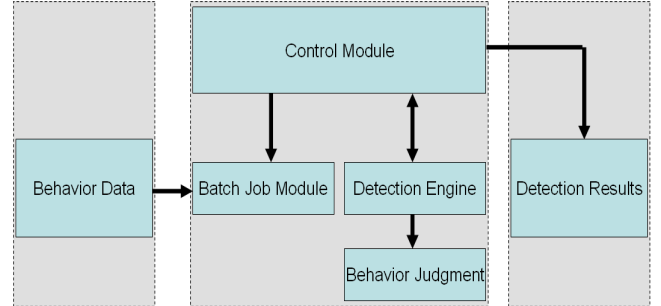 Control Module
Behavior Data
Batch Job Module
Detection Engine
Detection Results
Behavior Judgment